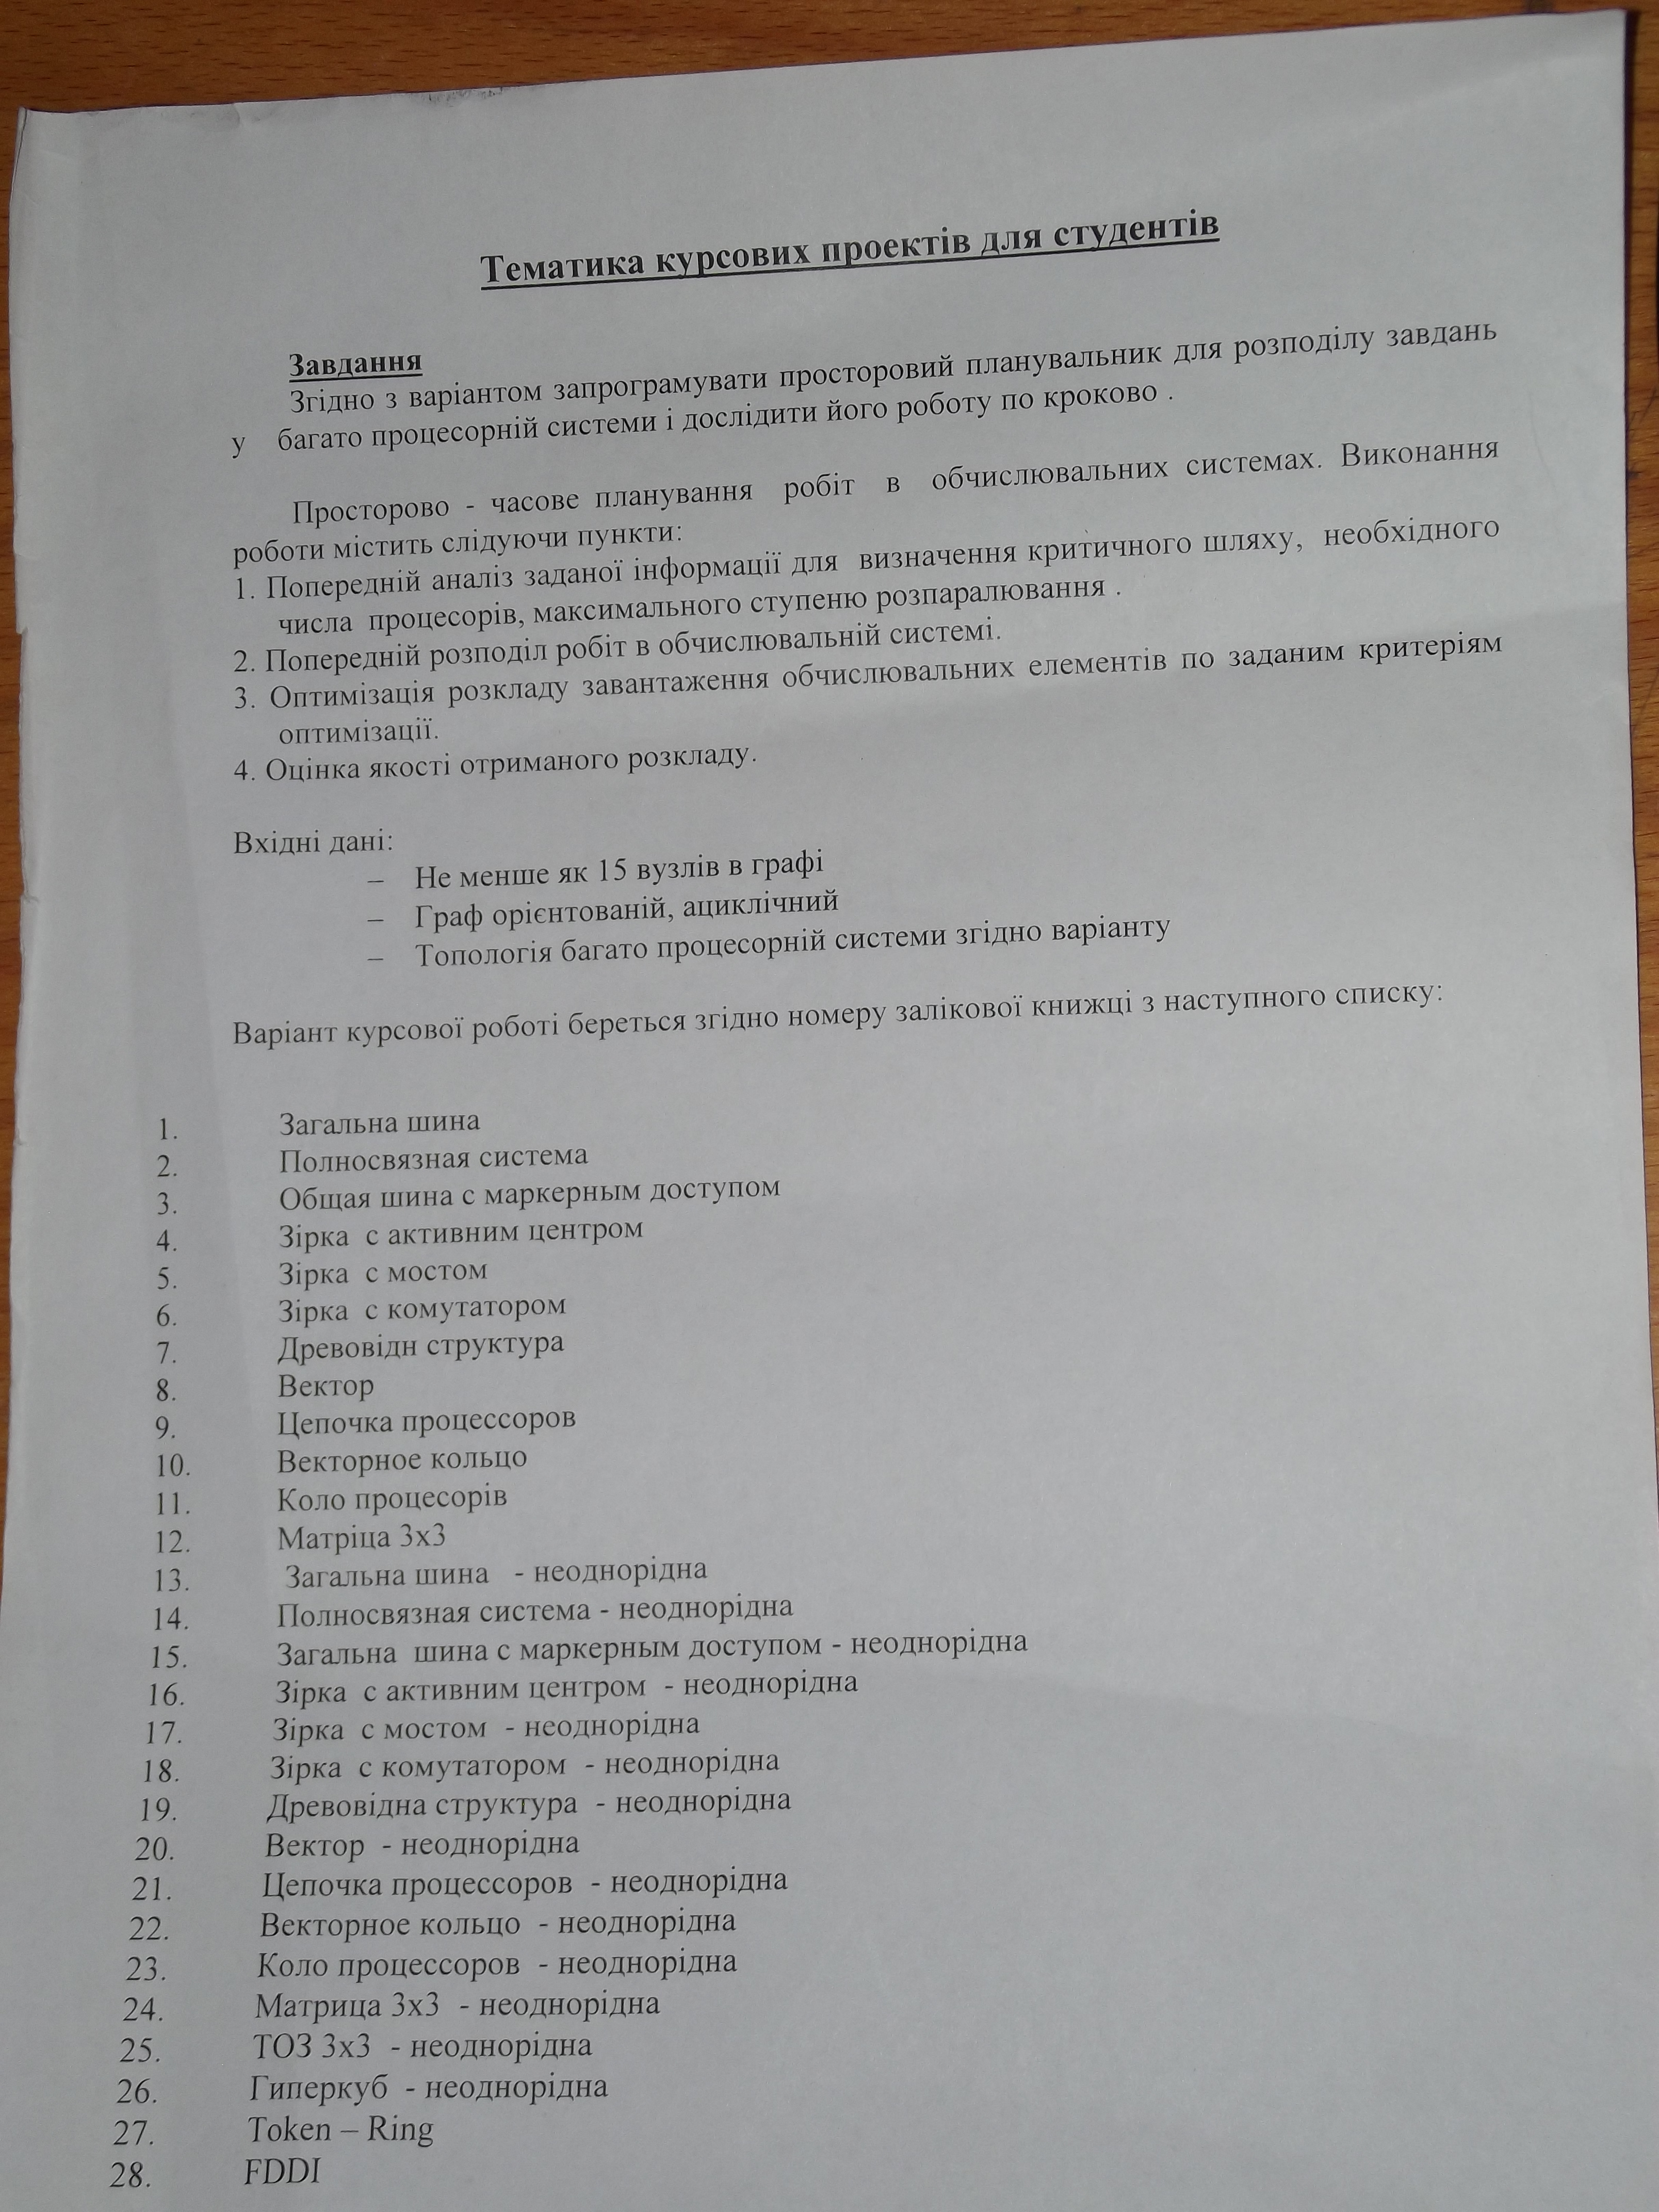 Тематика курсових проектів для студентів
Завдання
Згідно з варіантом запрограмувати просторовий планувальник для розподілу завдань
у багато процесорній системи і дослідити його роботу по кроково .
Просторово - часове планування робіт в обчислювальних системах. Виконання
роботи містить слідуючи пункти:
1. Попередній аналіз заданої інформації для визначення критичного шляху, необхідного
числа процесорів, максимального ступеню розпаралювання .
2. Попередній розподіл робіт в обчислювальній системі.
3. Оптимізація розкладу завантаження обчислювальних елементів по заданим критеріям
оптимізації.
4. Оцінка якості отриманого розкладу.
Вхідні дані:
– Не менше як 15 вузлів в графі
– Граф орієнтованій, ациклічний
– Топологія багато процесорній системи згідно варіанту
Варіант курсової роботі береться згідно номеру залікової книжці з наступного списку:
1. Загальна шина
2. Полносвязная система
3. Общая шина с маркерным доступом
4. Зірка с активним центром
5. Зірка с мостом
6. Зірка с комутатором
7. Древовідн структура
8. Вектор
9. Цепочка процессоров
10. Векторное кольцо
11. Коло процесорів
12. Матріца 3х3
13. Загальна шина - неоднорідна
14. Полносвязная система - неоднорідна
15. Загальна шина с маркерным доступом - неоднорідна
16. Зірка с активним центром - неоднорідна
17. Зірка с мостом - неоднорідна
18. Зірка с комутатором - неоднорідна
19. Древовідна структура - неоднорідна
20. Вектор - неоднорідна
21. Цепочка процессоров - неоднорідна
22. Векторное кольцо - неоднорідна
23. Коло процессоров - неоднорідна
24. Матрица 3х3 - неоднорідна
25. ТОЗ 3х3 - неоднорідна
26. Гиперкуб - неоднорідна
27. Token – Ring
28. FDDI